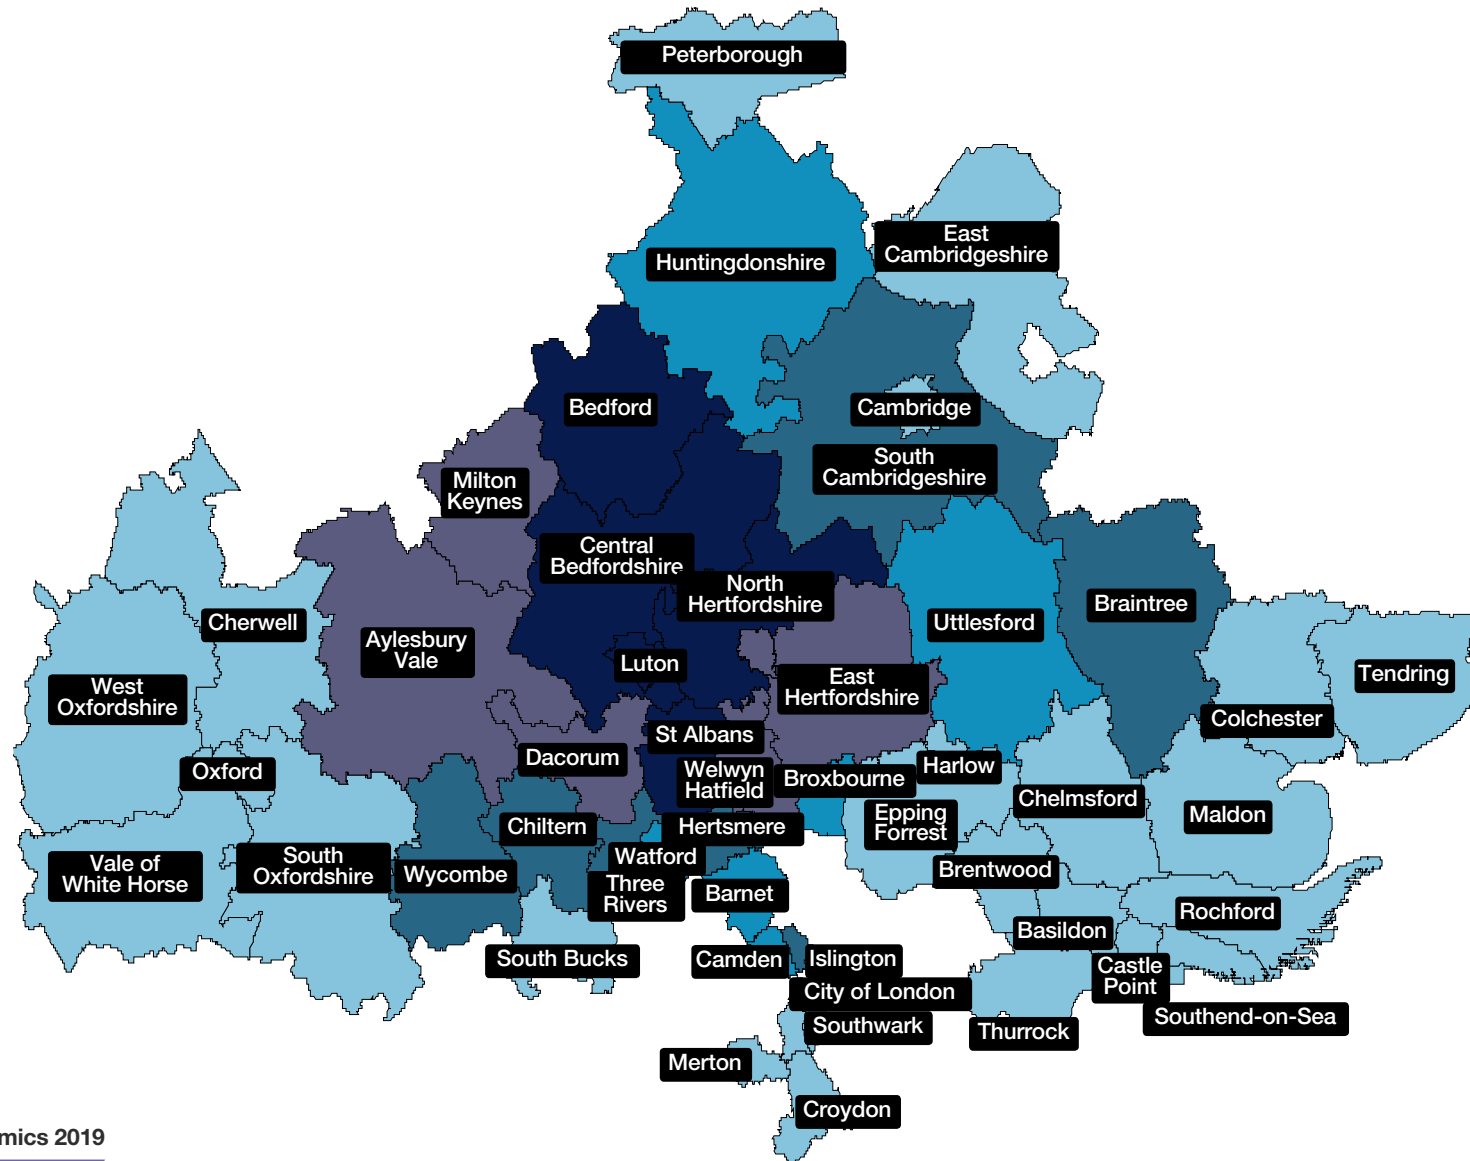 Peterborough
East
Cambridgeshire
Huntingdonshire
Bedford
Cambridge
South
Cambridgeshire
Milton
Keynes
Central
Bedfordshire
North
Hertfordshire
Braintree
Cherwell
Uttlesford
Aylesbury
Vale
Luton
Tendring
West
Oxfordshire
East
Hertfordshire
Colchester
St Albans
Dacorum
Oxford
Welwyn
Hatfield
Broxbourne
Harlow
Chelmsford
Maldon
Epping
Forrest
Chiltern
Hertsmere
Watford
South
Oxfordshire
Vale of
White Horse
Wycombe
Brentwood
Three
Rivers
Barnet
Rochford
Basildon
South Bucks
Camden
Islington
Castle
Point
City of London
Southend-on-Sea
Southwark
Thurrock
Merton
Croydon
mics 2019